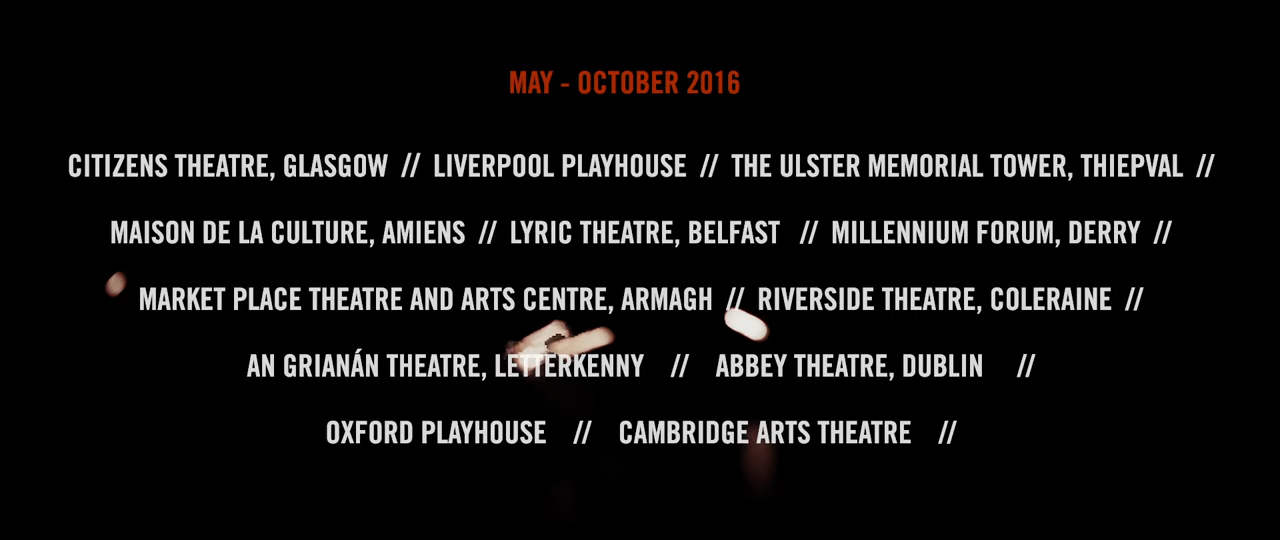 MAY - OCTOBER 2016
CITIZENS THEATRE, GLASGOW // LIVERPOOL PLAYHOUSE // THE ULSTER MEMORIAL TOWER, THIEPVAL //
MAISON DE LA CULTURE, AMIENS // LYRIC THEATRE, BELFAST // MILLENNIUM FORUM, DERRY //
MARKET PLACE THEATRE AND ARTS CENTRE, ARMAGH // RIVERSIDE THEATRE, COLERAINE //
AN GRIANÁN THEATRE, LETTERKENNY // ABBEY THEATRE, DUBLIN //
OXFORD PLAYHOUSE // CAMBRIDGE ARTS THEATRE //